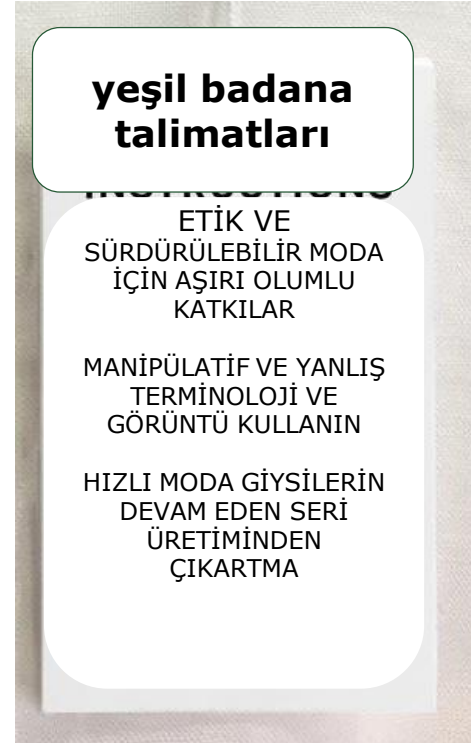 yeşil badana
talimatları
INSTRUCTIONS
ETİK VE
SÜRDÜRÜLEBİLİR MODA
İÇİN AŞIRI OLUMLU
KATKILAR
MANİPÜLATİF VE YANLIŞ
TERMİNOLOJİ VE
GÖRÜNTÜ KULLANIN
HIZLI MODA GİYSİLERİN
DEVAM EDEN SERİ
ÜRETİMİNDEN
ÇIKARTMA